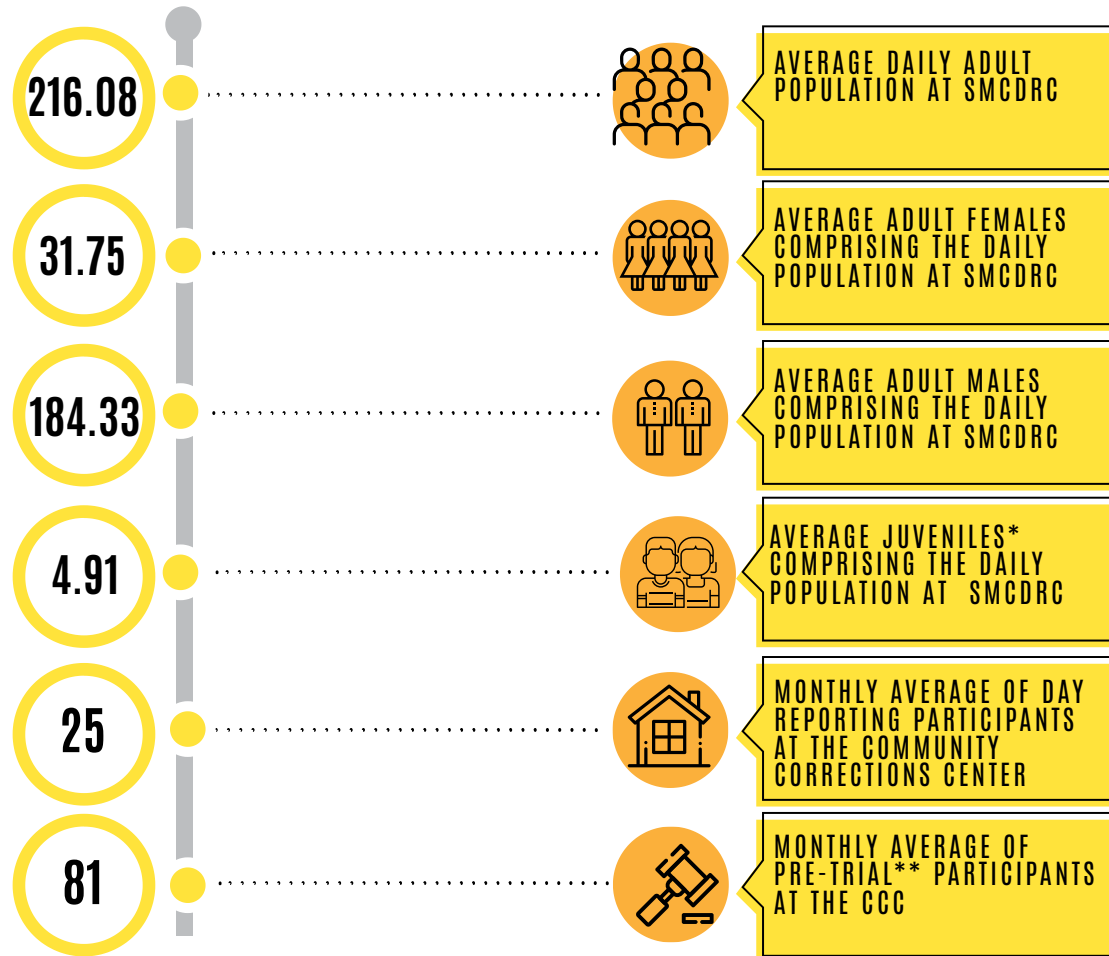 216.08
AVERAGE DAILY ADULT
POPULATION AT SMCDRC
31.75
AVERAGE ADULT FEMALES
COMPRISING THE DAILY
POPULATION AT SMCDRC
184.33
AVERAGE ADULT MALES
COMPRISING THE DAILY
POPULATION AT SMCDRC
4.91
AVERAGE JUVENILES*
COMPRISING THE DAILY
POPULATION AT SMCDRC
25
MONTHLY AVERAGE OF DAY
REPORTING PARTICIPANTS
AT THE COMMUNITY
CORRECTIONS CENTER
81
MONTHLY AVERAGE OF
PRE-TRIAL** PARTICIPANTS
AT THE CCC